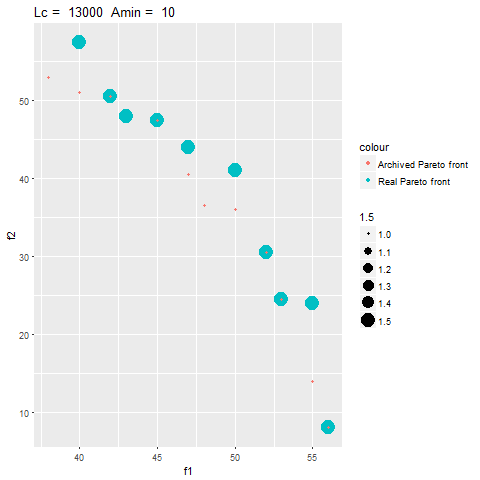 Lc = 13000 Amin = 10
50
40
30
20
10
f2
40
45
50
55
f1
colour
Archived Pareto front
Real Pareto front
1.5
1.0
1.1
1.2
1.3
1.4
1.5